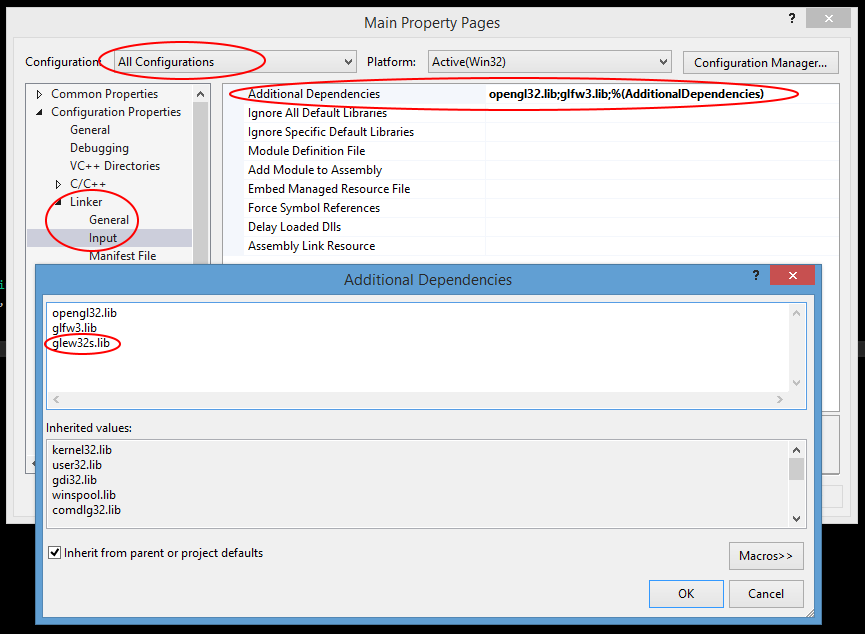 Main Property Pages
?
Configuration: All Configurations Platform: Active(Win32) Configuration Manager...
Common Properties
Configuration Properties
General
Debugging
VC++ Directories
C/C++
Linker
General
Input
Manifest File
Additional Dependencies opengl32.lib;glfw3.lib;%(AdditionalDependencies)
Ignore All Default Libraries
Ignore Specific Default Libraries
Module Definition File
Add Module to Assembly
Embed Managed Resource File
Force Symbol References
Delay Loaded Dlls
Assembly Link Resource
Additional Dependencies
?
opengl32.lib
glfw3.lib
glew32s.lib
Inherited values:
kernel32.lib
user32.lib
gdi32.lib
winspool.lib
comdlg32.lib
Inherit from parent or project defaults
Macros>>
OK Cancel